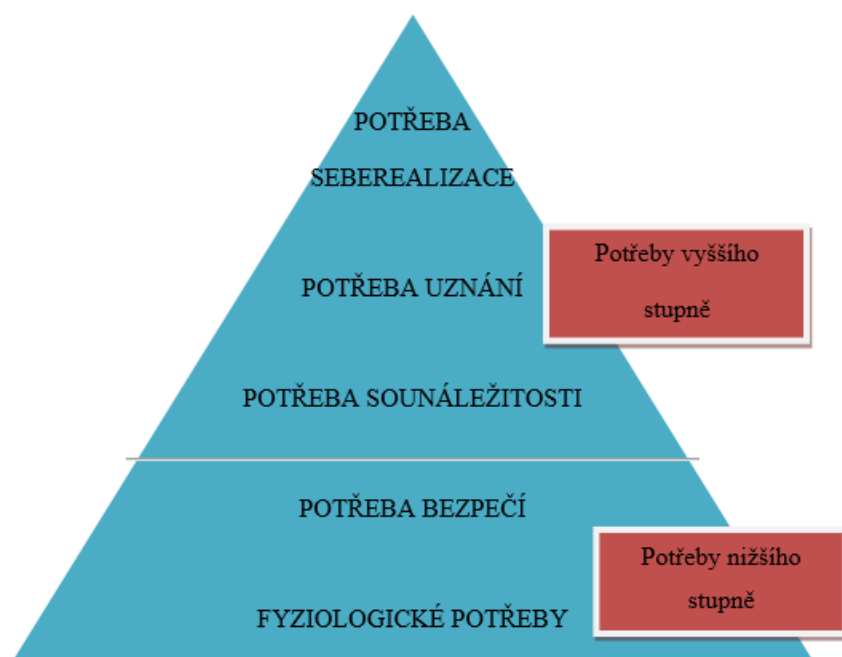 POTŘEBA
SEBEREALIZACE
Potřeby vyššího
stupně
POTŘEBA UZNÁNÍ
POTŘEBA SOUNÁLEŽITOSTI
POTŘEBA BEZPEČÍ
Potřeby nižšího
stupně
FYZIOLOGICKÉ POTŘEBY